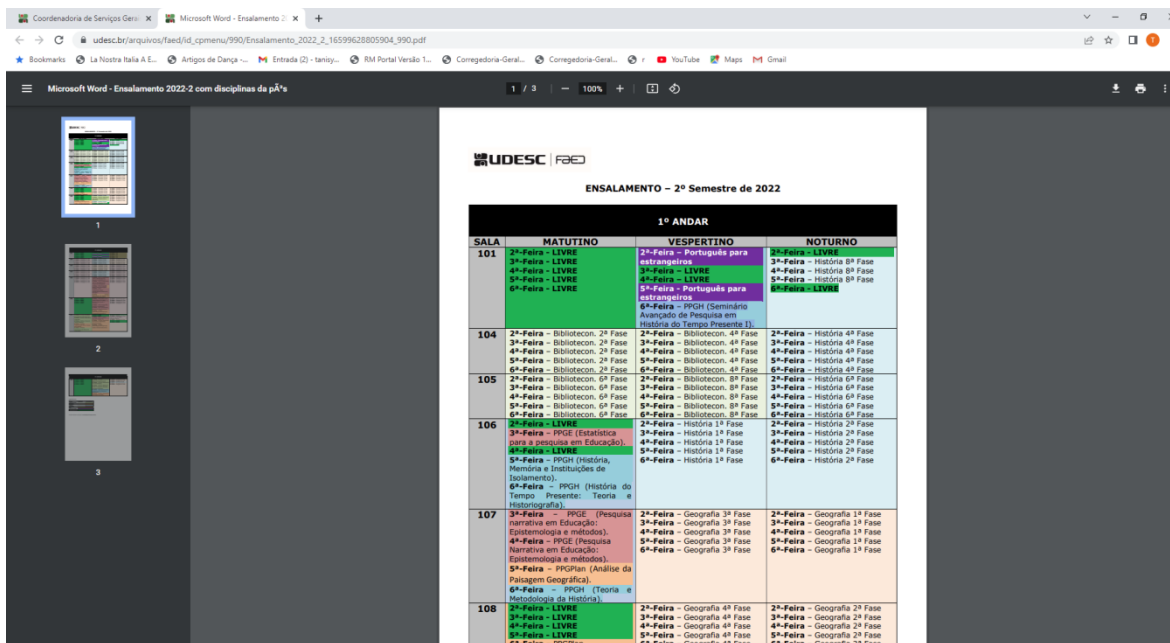 Coordenadoria de Serviços Gera
Microsoft Word - Ensalamento 2
udesc.br/arquivos/faed/id_cpmenu/990/Ensalamento_2022_2_16599628805904_990.pdf
Bookmarks
La Nostra Italia A E...
Artigos de Dança -...
Entrada (2) - tanisy...
RM Portal Versão 1...
Corregedoria-Geral...
Corregedoria-Geral...
r
YouTube
Maps
Gmail
Microsoft Word - Ensalamento 2022-2 com disciplinas da pÃ³s
1 / 3
100%
1
2
3
UDESC FAED
ENSALAMENTO – 2º Semestre de 2022
1º ANDAR
SALA MATUTINO VESPERTINO NOTURNO
101
2ª-Feira - LIVRE
3ª-Feira - LIVRE
4ª-Feira - LIVRE
5ª-Feira - LIVRE
6ª-Feira - LIVRE
2ª-Feira – Português para
estrangeiros
3ª-Feira – LIVRE
4ª-Feira – LIVRE
5ª-Feira - Português para
estrangeiros
6ª-Feira – PPGH (Seminário
Avançado de Pesquisa em
História do Tempo Presente I).
2ª-Feira - LIVRE
3ª-Feira – História 8ª Fase
4ª-Feira – História 8ª Fase
5ª-Feira – História 8ª Fase
6ª-Feira - LIVRE
104
2ª-Feira – Bibliotecon. 2ª Fase
3ª-Feira – Bibliotecon. 2ª Fase
4ª-Feira – Bibliotecon. 2ª Fase
5ª-Feira – Bibliotecon. 2ª Fase
6ª-Feira – Bibliotecon. 2ª Fase
2ª-Feira – Bibliotecon. 4ª Fase
3ª-Feira – Bibliotecon. 4ª Fase
4ª-Feira – Bibliotecon. 4ª Fase
5ª-Feira – Bibliotecon. 4ª Fase
6ª-Feira – Bibliotecon. 4ª Fase
2ª-Feira – História 4ª Fase
3ª-Feira – História 4ª Fase
4ª-Feira – História 4ª Fase
5ª-Feira – História 4ª Fase
6ª-Feira – História 4ª Fase
105
2ª-Feira – Bibliotecon. 6ª Fase
3ª-Feira – Bibliotecon. 6ª Fase
4ª-Feira – Bibliotecon. 6ª Fase
5ª-Feira – Bibliotecon. 6ª Fase
6ª-Feira – Bibliotecon. 6ª Fase
2ª-Feira – Bibliotecon. 8ª Fase
3ª-Feira – Bibliotecon. 8ª Fase
4ª-Feira – Bibliotecon. 8ª Fase
5ª-Feira – Bibliotecon. 8ª Fase
6ª-Feira – Bibliotecon. 8ª Fase
2ª-Feira – História 6ª Fase
3ª-Feira – História 6ª Fase
4ª-Feira – História 6ª Fase
5ª-Feira – História 6ª Fase
6ª-Feira – História 6ª Fase
106
2ª-Feira - LIVRE
3ª-Feira – PPGE (Estatística
para a pesquisa em Educação).
4ª-Feira - LIVRE
5ª-Feira – PPGH (História,
Memória e Instituições de
Isolamento).
6ª-Feira – PPGH (História do
Tempo Presente: Teoria e
Historiografia).
2ª-Feira – História 1ª Fase
3ª-Feira – História 1ª Fase
4ª-Feira – História 1ª Fase
5ª-Feira – História 1ª Fase
6ª-Feira – História 1ª Fase
2ª-Feira – História 2ª Fase
3ª-Feira – História 2ª Fase
4ª-Feira – História 2ª Fase
5ª-Feira – História 2ª Fase
6ª-Feira – História 2ª Fase
107
3ª-Feira – PPGE (Pesquisa
narrativa em Educação:
Epistemologia e métodos).
4ª-Feira – PPGE (Pesquisa
Narrativa em Educação:
Epistemologia e métodos).
5ª-Feira – PPGPlan (Análise da
Paisagem Geográfica).
6ª-Feira – PPGH (Teoria e
Metodologia da História).
2ª-Feira – Geografia 3ª Fase
3ª-Feira – Geografia 3ª Fase
4ª-Feira – Geografia 3ª Fase
5ª-Feira – Geografia 3ª Fase
6ª-Feira – Geografia 3ª Fase
2ª-Feira – Geografia 1ª Fase
3ª-Feira – Geografia 1ª Fase
4ª-Feira – Geografia 1ª Fase
5ª-Feira – Geografia 1ª Fase
6ª-Feira – Geografia 1ª Fase
108
2ª-Feira - LIVRE
3ª-Feira - LIVRE
4ª-Feira - LIVRE
5ª-Feira - LIVRE
2ª-Feira – Geografia 4ª Fase
3ª-Feira – Geografia 4ª Fase
4ª-Feira – Geografia 4ª Fase
5ª-Feira – Geografia 4ª Fase
2ª-Feira – Geografia 2ª Fase
3ª-Feira – Geografia 2ª Fase
4ª-Feira – Geografia 2ª Fase
5ª-Feira – Geografia 2ª Fase